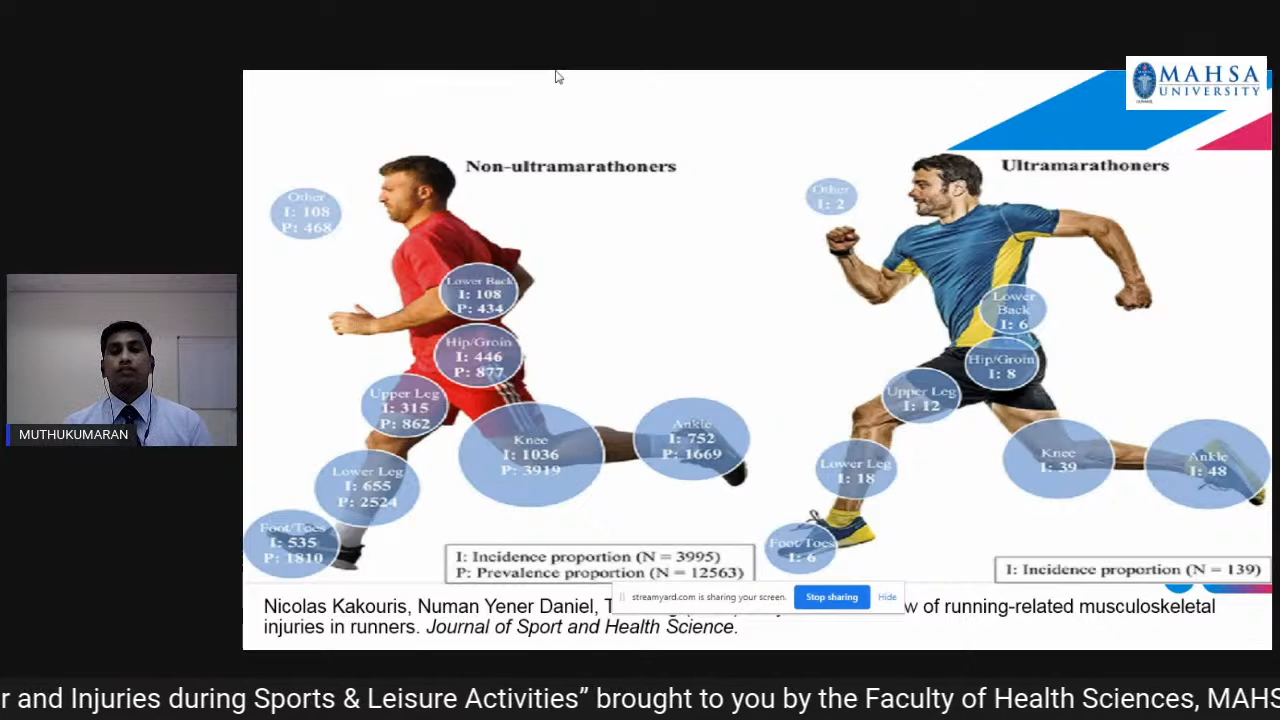 MAHSA
UNIVERSITY
Non-ultramarathoners
Ultramarathoners
Other
I: 108
P: 468
Lower Back
I: 108
P: 434
Hip/Groin
I: 446
P: 877
Upper Leg
I: 315
P: 862
Knee
I: 1036
P: 3919
Ankle
I: 752
P: 1669
Lower Leg
I: 655
P: 2524
Foot/Toes
I: 535
P: 1810
I: Incidence proportion (N = 3995)
P: Prevalence proportion (N = 12563)
Other
I: 2
Lower
Back
I: 6
Hip/Groin
I: 8
Upper Leg
I: 12
Knee
I: 39
Ankle
I: 48
Lower Leg
I: 18
Foot/Toes
I: 6
I: Incidence proportion (N = 139)
MUTHUKUMARAN
streamyard.com is sharing your screen.
Stop sharing
Hide
Nicolas Kakouris, Numan Yener Daniel, of running-related musculoskeletal
injuries in runners. Journal of Sport and Health Science.
r and Injuries during Sports & Leisure Activities” brought to you by the Faculty of Health Sciences, MAHS